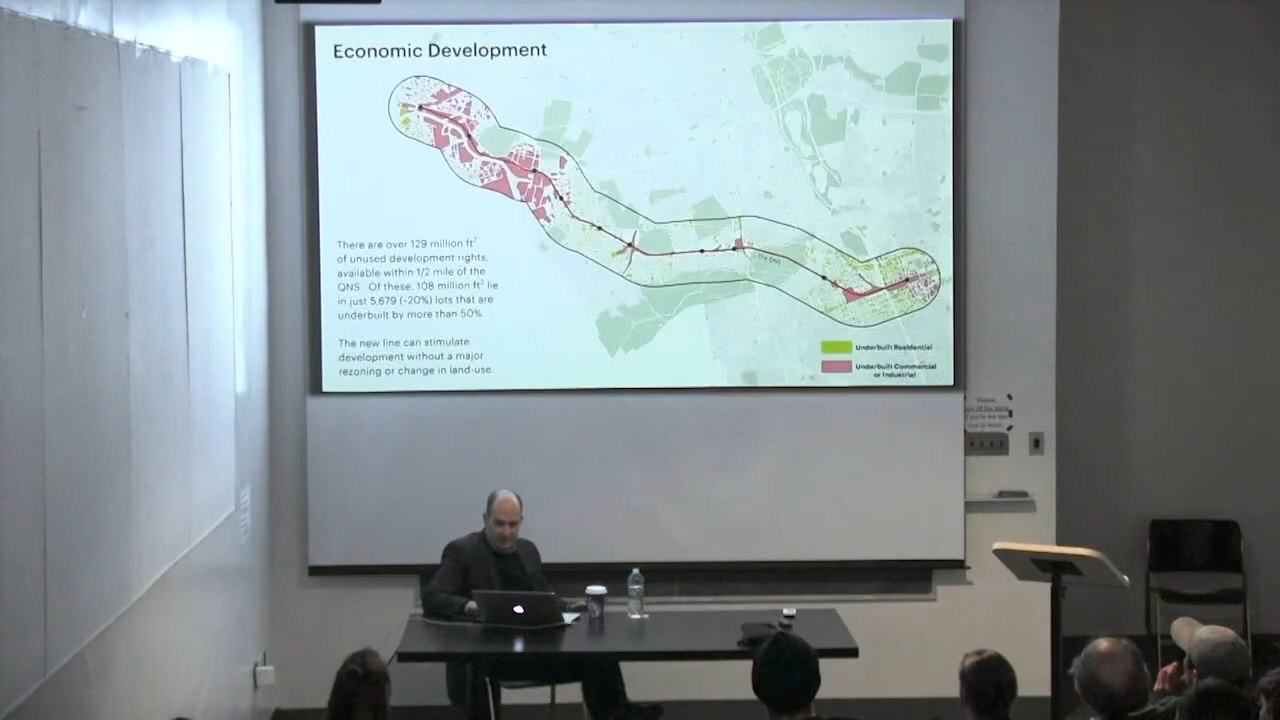 Economic Development
There are over 129 million ft²
of unused development rights,
available within 1/2 mile of the
QNS. Of these, 108 million ft² lie
in just 5,679 (~20%) lots that are
underbuilt by more than 50%.
The new line can stimulate
development without a major
rezoning or change in land-use.
The QNS
Underbuilt Residential
Underbuilt Commercial
or Industrial
Please